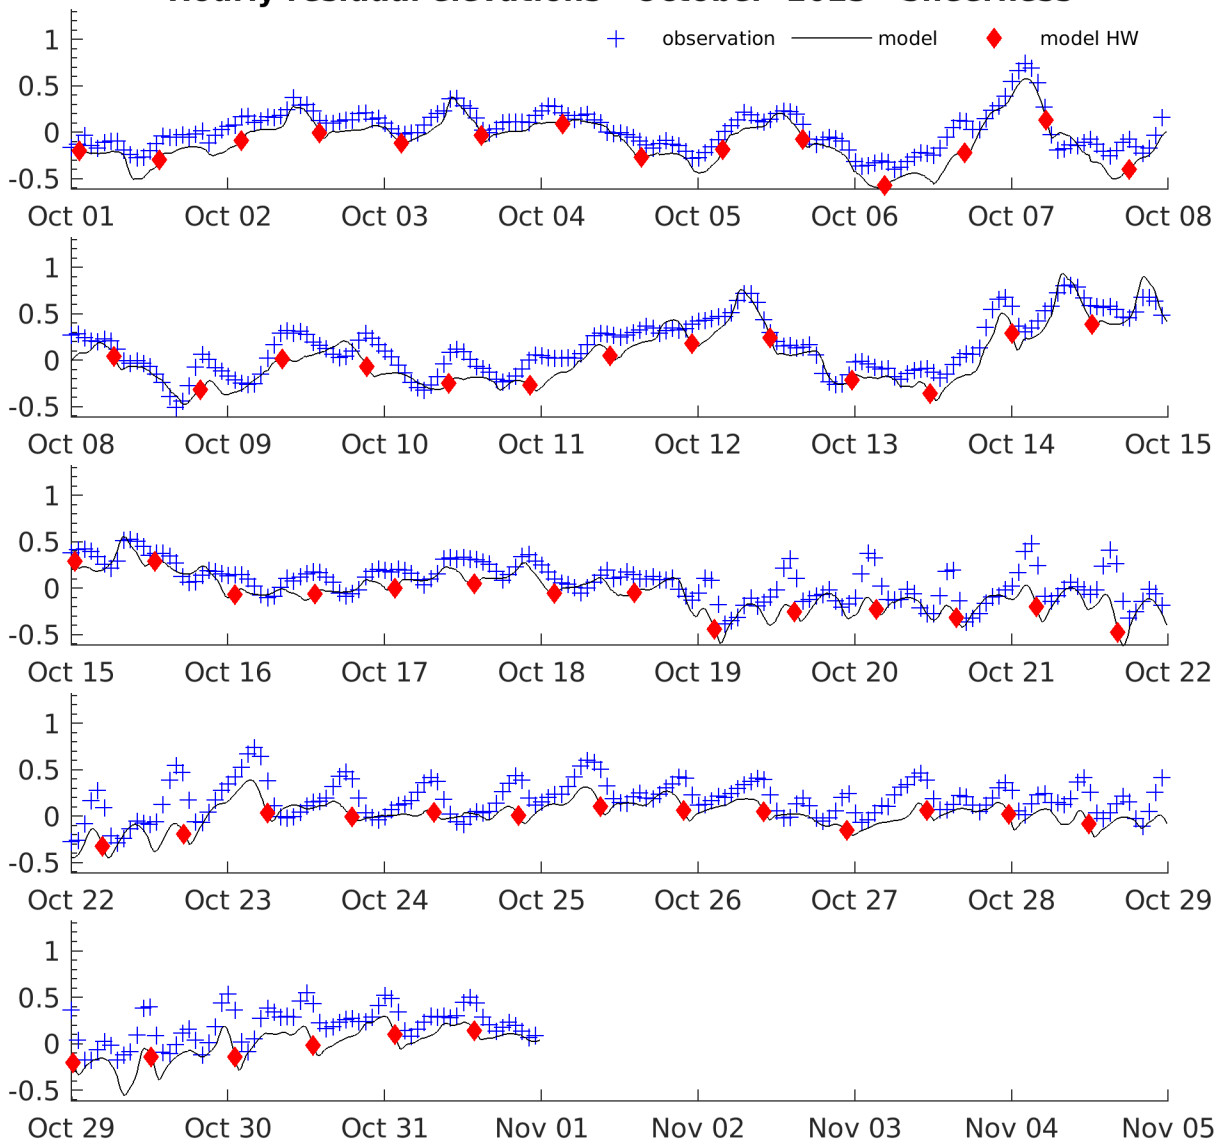 Hourly residual elevations October Sheerness
observation model model HW
1
0.5
0
-0.5
Oct 01 Oct 02 Oct 03 Oct 04 Oct 05 Oct 06 Oct 07 Oct 08
1
0.5
0
-0.5
Oct 08 Oct 09 Oct 10 Oct 11 Oct 12 Oct 13 Oct 14 Oct 15
1
0.5
0
-0.5
Oct 15 Oct 16 Oct 17 Oct 18 Oct 19 Oct 20 Oct 21 Oct 22
1
0.5
0
-0.5
Oct 22 Oct 23 Oct 24 Oct 25 Oct 26 Oct 27 Oct 28 Oct 29
1
0.5
0
-0.5
Oct 29 Oct 30 Oct 31 Nov 01 Nov 02 Nov 03 Nov 04 Nov 05